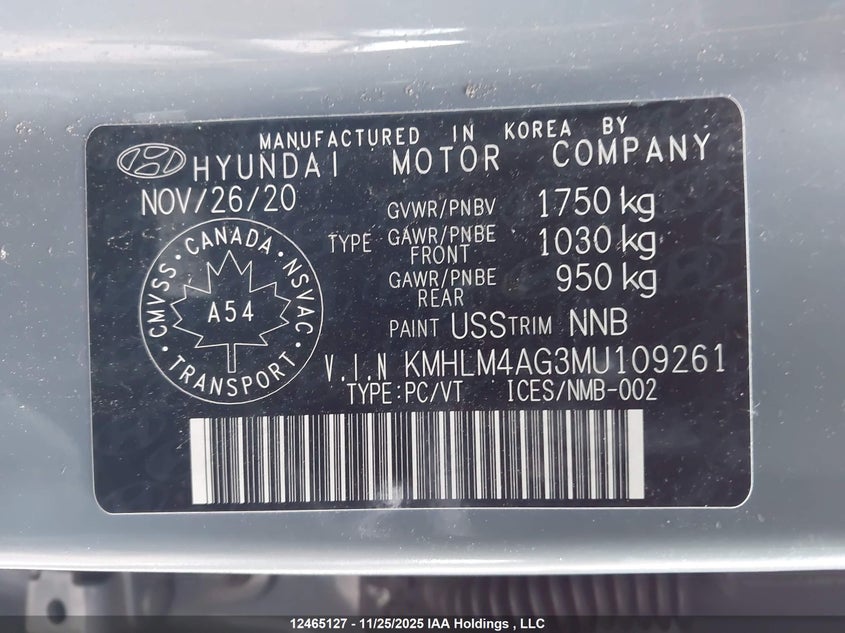 MANUFACTURED IN KOREA BY
HYUNDAI MOTOR COMPANY
NOV/26/20
GVWR/PNBV 1750 kg
TYPE GAWR/PNBE FRONT 1030 kg
GAWR/PNBE REAR 950 kg
PAINT USS TRIM NNB
CMVSS · CANADA · NSVAC
A54
TRANSPORT
V.I.N KMHLM4AG3MU109261
TYPE:PC/VT ICES/NMB-002
12465127 - 11/25/2025 IAA Holdings , LLC